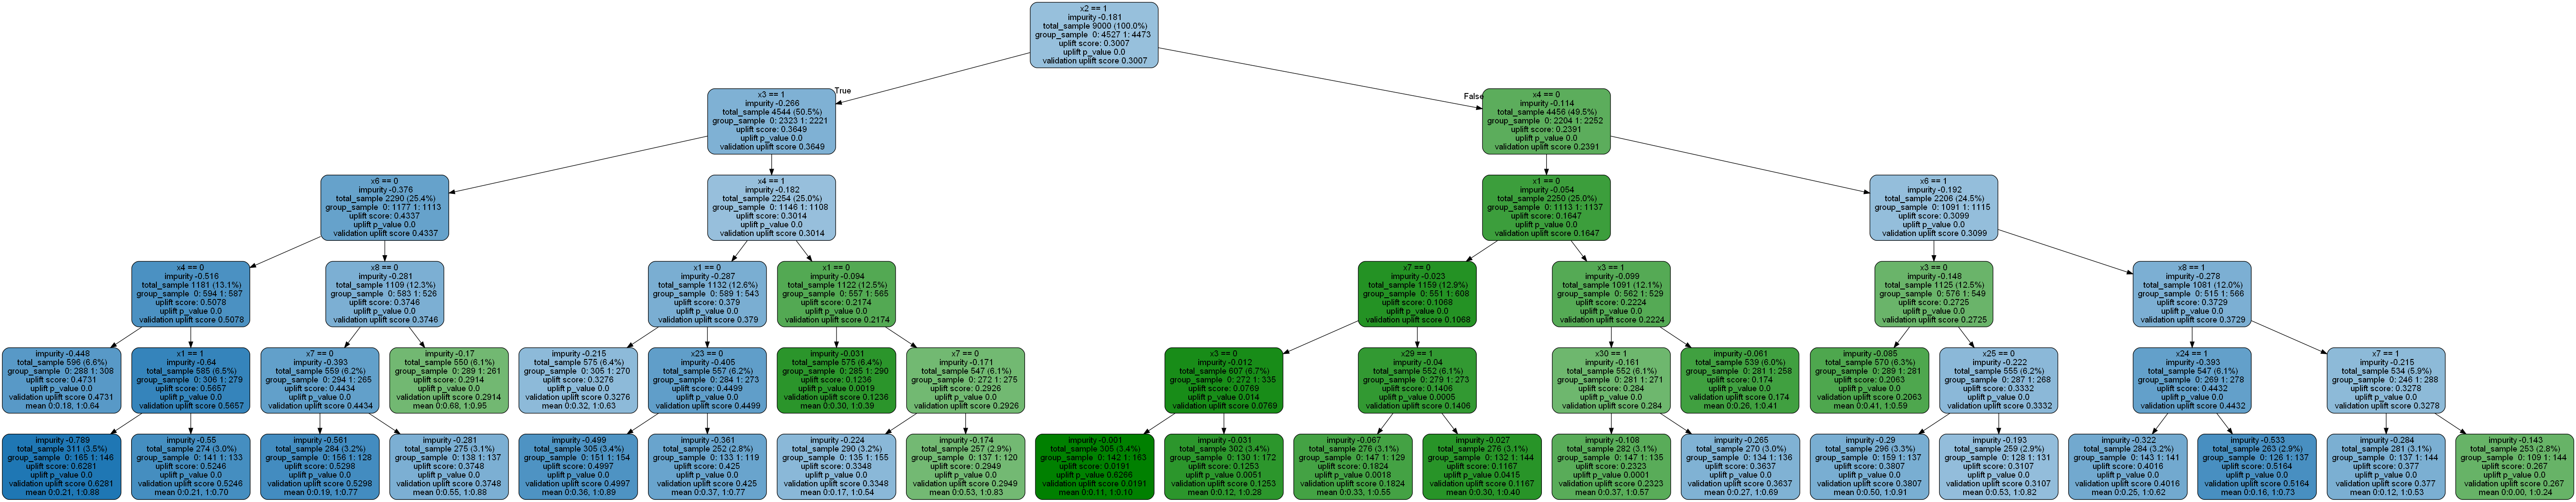 x2 == 1
impurity -0.181
total_sample 9000 (100.0%)
group_sample 0: 4527 1: 4473
uplift score: 0.3007
uplift p_value 0.0
validation uplift score 0.3007
True
False
x3 == 1
impurity -0.266
total_sample 4544 (50.5%)
group_sample 0: 2323 1: 2221
uplift score: 0.3649
uplift p_value 0.0
validation uplift score 0.3649
x4 == 0
impurity -0.114
total_sample 4456 (49.5%)
group_sample 0: 2204 1: 2252
uplift score: 0.2391
uplift p_value 0.0
validation uplift score 0.2391
x6 == 0
impurity -0.376
total_sample 2290 (25.4%)
group_sample 0: 1177 1: 1113
uplift score: 0.4337
uplift p_value 0.0
validation uplift score 0.4337
x4 == 1
impurity -0.182
total_sample 2254 (25.0%)
group_sample 0: 1146 1: 1108
uplift score: 0.3014
uplift p_value 0.0
validation uplift score 0.3014
x1 == 0
impurity -0.054
total_sample 2250 (25.0%)
group_sample 0: 1113 1: 1137
uplift score: 0.1647
uplift p_value 0.0
validation uplift score 0.1647
x6 == 1
impurity -0.192
total_sample 2206 (24.5%)
group_sample 0: 1091 1: 1115
uplift score: 0.3099
uplift p_value 0.0
validation uplift score 0.3099
x4 == 0
impurity -0.516
total_sample 1181 (13.1%)
group_sample 0: 594 1: 587
uplift score: 0.5078
uplift p_value 0.0
validation uplift score 0.5078
x8 == 0
impurity -0.281
total_sample 1109 (12.3%)
group_sample 0: 583 1: 526
uplift score: 0.3746
uplift p_value 0.0
validation uplift score 0.3746
x1 == 0
impurity -0.287
total_sample 1132 (12.6%)
group_sample 0: 589 1: 543
uplift score: 0.379
uplift p_value 0.0
validation uplift score 0.379
x1 == 0
impurity -0.094
total_sample 1122 (12.5%)
group_sample 0: 557 1: 565
uplift score: 0.2174
uplift p_value 0.0
validation uplift score 0.2174
x7 == 0
impurity -0.023
total_sample 1159 (12.9%)
group_sample 0: 551 1: 608
uplift score: 0.1068
uplift p_value 0.0
validation uplift score 0.1068
x3 == 1
impurity -0.099
total_sample 1091 (12.1%)
group_sample 0: 562 1: 529
uplift score: 0.2224
uplift p_value 0.0
validation uplift score 0.2224
x3 == 0
impurity -0.148
total_sample 1125 (12.5%)
group_sample 0: 576 1: 549
uplift score: 0.2725
uplift p_value 0.0
validation uplift score 0.2725
x8 == 1
impurity -0.278
total_sample 1081 (12.0%)
group_sample 0: 515 1: 566
uplift score: 0.3729
uplift p_value 0.0
validation uplift score 0.3729
impurity -0.448
total_sample 596 (6.6%)
group_sample 0: 288 1: 308
uplift score: 0.4731
uplift p_value 0.0
validation uplift score 0.4731
mean 0:0.18, 1:0.64
x1 == 1
impurity -0.64
total_sample 585 (6.5%)
group_sample 0: 306 1: 279
uplift score: 0.5657
uplift p_value 0.0
validation uplift score 0.5657
x7 == 0
impurity -0.393
total_sample 559 (6.2%)
group_sample 0: 294 1: 265
uplift score: 0.4434
uplift p_value 0.0
validation uplift score 0.4434
impurity -0.17
total_sample 550 (6.1%)
group_sample 0: 289 1: 261
uplift score: 0.2914
uplift p_value 0.0
validation uplift score 0.2914
mean 0:0.68, 1:0.95
impurity -0.215
total_sample 575 (6.4%)
group_sample 0: 305 1: 270
uplift score: 0.3276
uplift p_value 0.0
validation uplift score 0.3276
mean 0:0.32, 1:0.63
x23 == 0
impurity -0.405
total_sample 557 (6.2%)
group_sample 0: 284 1: 273
uplift score: 0.4499
uplift p_value 0.0
validation uplift score 0.4499
impurity -0.031
total_sample 575 (6.4%)
group_sample 0: 285 1: 290
uplift score: 0.1236
uplift p_value 0.0019
validation uplift score 0.1236
mean 0:0.30, 1:0.39
x7 == 0
impurity -0.171
total_sample 547 (6.1%)
group_sample 0: 272 1: 275
uplift score: 0.2926
uplift p_value 0.0
validation uplift score 0.2926
x3 == 0
impurity -0.012
total_sample 607 (6.7%)
group_sample 0: 272 1: 335
uplift score: 0.0769
uplift p_value 0.014
validation uplift score 0.0769
x29 == 1
impurity -0.04
total_sample 552 (6.1%)
group_sample 0: 279 1: 273
uplift score: 0.1406
uplift p_value 0.0005
validation uplift score 0.1406
x30 == 1
impurity -0.161
total_sample 552 (6.1%)
group_sample 0: 281 1: 271
uplift score: 0.284
uplift p_value 0.0
validation uplift score 0.284
impurity -0.061
total_sample 539 (6.0%)
group_sample 0: 281 1: 258
uplift score: 0.174
uplift p_value 0.0
validation uplift score 0.174
mean 0:0.26, 1:0.41
impurity -0.085
total_sample 570 (6.3%)
group_sample 0: 289 1: 281
uplift score: 0.2063
uplift p_value 0.0
validation uplift score 0.2063
mean 0:0.41, 1:0.59
x25 == 0
impurity -0.222
total_sample 555 (6.2%)
group_sample 0: 287 1: 268
uplift score: 0.3332
uplift p_value 0.0
validation uplift score 0.3332
x24 == 1
impurity -0.393
total_sample 547 (6.1%)
group_sample 0: 269 1: 278
uplift score: 0.4432
uplift p_value 0.0
validation uplift score 0.4432
x7 == 1
impurity -0.215
total_sample 534 (5.9%)
group_sample 0: 246 1: 288
uplift score: 0.3278
uplift p_value 0.0
validation uplift score 0.3278
impurity -0.789
total_sample 311 (3.5%)
group_sample 0: 165 1: 146
uplift score: 0.6281
uplift p_value 0.0
validation uplift score 0.6281
mean 0:0.21, 1:0.88
impurity -0.55
total_sample 274 (3.0%)
group_sample 0: 141 1: 133
uplift score: 0.5246
uplift p_value 0.0
validation uplift score 0.5246
mean 0:0.21, 1:0.70
impurity -0.561
total_sample 284 (3.2%)
group_sample 0: 156 1: 128
uplift score: 0.5298
uplift p_value 0.0
validation uplift score 0.5298
mean 0:0.19, 1:0.77
impurity -0.281
total_sample 275 (3.1%)
group_sample 0: 138 1: 137
uplift score: 0.3748
uplift p_value 0.0
validation uplift score 0.3748
mean 0:0.55, 1:0.88
impurity -0.499
total_sample 305 (3.4%)
group_sample 0: 151 1: 154
uplift score: 0.4997
uplift p_value 0.0
validation uplift score 0.4997
mean 0:0.36, 1:0.89
impurity -0.361
total_sample 252 (2.8%)
group_sample 0: 133 1: 119
uplift score: 0.425
uplift p_value 0.0
validation uplift score 0.425
mean 0:0.37, 1:0.77
impurity -0.224
total_sample 290 (3.2%)
group_sample 0: 135 1: 155
uplift score: 0.3348
uplift p_value 0.0
validation uplift score 0.3348
mean 0:0.17, 1:0.54
impurity -0.174
total_sample 257 (2.9%)
group_sample 0: 137 1: 120
uplift score: 0.2949
uplift p_value 0.0
validation uplift score 0.2949
mean 0:0.53, 1:0.83
impurity -0.001
total_sample 305 (3.4%)
group_sample 0: 142 1: 163
uplift score: 0.0191
uplift p_value: 0.6266
validation uplift score 0.0191
mean 0:0.11, 1:0.10
impurity -0.031
total_sample 302 (3.4%)
group_sample 0: 130 1: 172
uplift score: 0.1253
uplift p_value 0.0051
validation uplift score 0.1253
mean 0:0.12, 1:0.28
impurity -0.067
total_sample 276 (3.1%)
group_sample 0: 147 1: 129
uplift score: 0.1824
uplift p_value 0.0018
validation uplift score 0.1824
mean 0:0.33, 1:0.55
impurity -0.027
total_sample 276 (3.1%)
group_sample 0: 132 1: 144
uplift score: 0.1167
uplift p_value 0.0415
validation uplift score 0.1167
mean 0:0.30, 1:0.40
impurity -0.108
total_sample 282 (3.1%)
group_sample 0: 147 1: 135
uplift score: 0.2323
uplift p_value 0.0001
validation uplift score 0.2323
mean 0:0.37, 1:0.57
impurity -0.265
total_sample 270 (3.0%)
group_sample 0: 134 1: 136
uplift score: 0.3637
uplift p_value 0.0
validation uplift score 0.3637
mean 0:0.27, 1:0.69
impurity -0.29
total_sample 296 (3.3%)
group_sample 0: 159 1: 137
uplift score: 0.3807
uplift p_value 0.0
validation uplift score 0.3807
mean 0:0.50, 1:0.91
impurity -0.193
total_sample 259 (2.9%)
group_sample 0: 128 1: 131
uplift score: 0.3107
uplift p_value 0.0
validation uplift score 0.3107
mean 0:0.53, 1:0.82
impurity -0.322
total_sample 284 (3.2%)
group_sample 0: 143 1: 141
uplift score: 0.4016
uplift p_value 0.0
validation uplift score 0.4016
mean 0:0.25, 1:0.62
impurity -0.533
total_sample 263 (2.9%)
group_sample 0: 126 1: 137
uplift score: 0.5164
uplift p_value 0.0
validation uplift score 0.5164
mean 0:0.16, 1:0.73
impurity -0.284
total_sample 281 (3.1%)
group_sample 0: 137 1: 144
uplift score: 0.377
uplift p_value 0.0
validation uplift score 0.377
mean 0:0.12, 1:0.53
impurity -0.143
total_sample 253 (2.8%)
group_sample 0: 109 1: 144
uplift score: 0.267
uplift p_value 0.0
validation uplift score 0.267
mean 0:0.00, 1:0.24